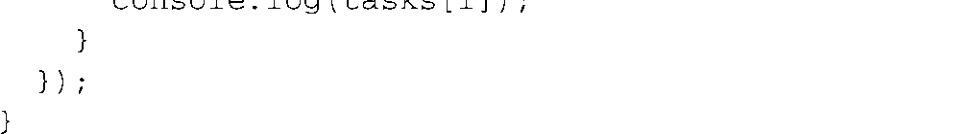 console.log(tasks[i]);
}
});
}